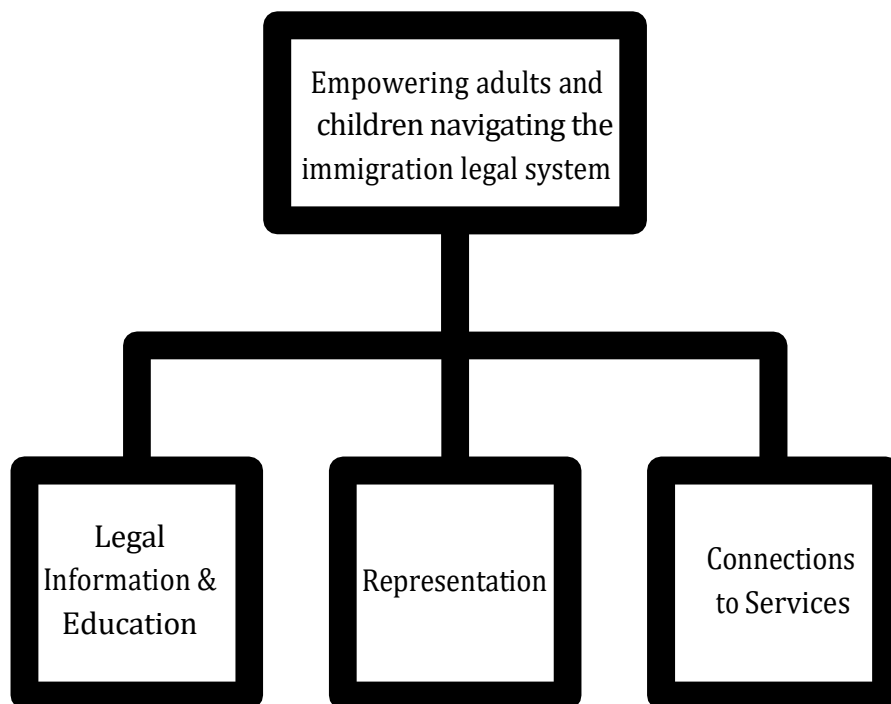 Empowering adults and
children navigating the
immigration legal system
Legal
Information &
Education
Representation
Connections
to Services